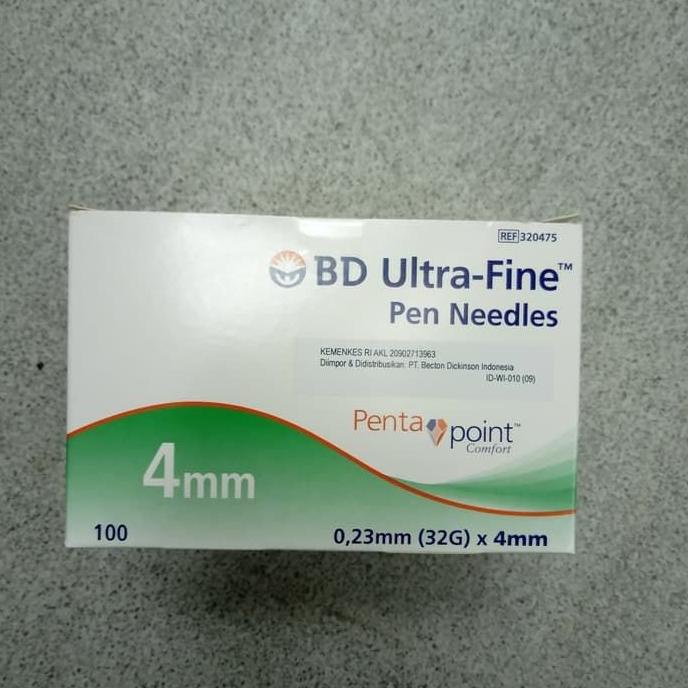 REF 320475
BD Ultra-Fine™
Pen Needles
KEMENKES RI AKL 20902713963
Diimpor & Didistribusikan: PT. Becton Dickinson Indonesia
ID-WI-010 (09)
Penta point™
Comfort
4mm
100
0,23mm (32G) x 4mm